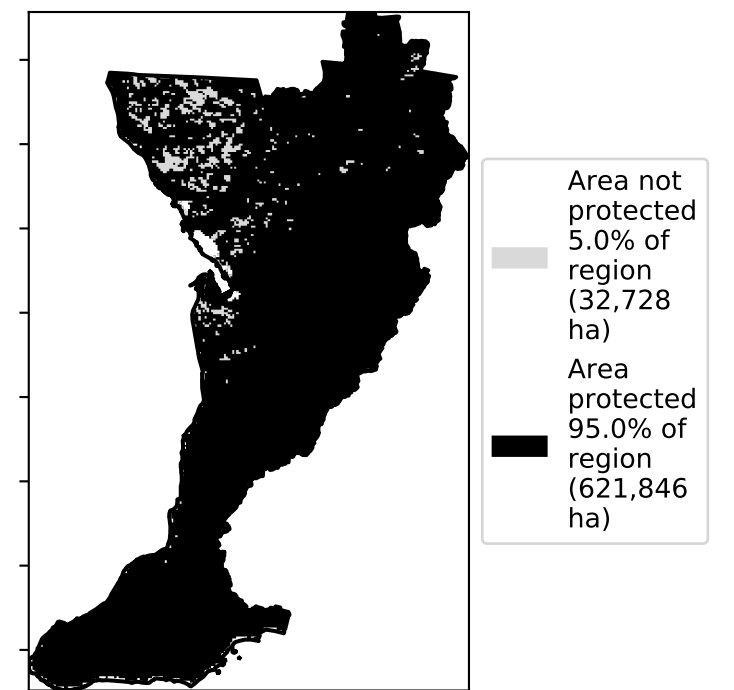 Area not
protected
5.0% of
region
(32,728
ha)
Area
protected
95.0% of
region
(621,846
ha)